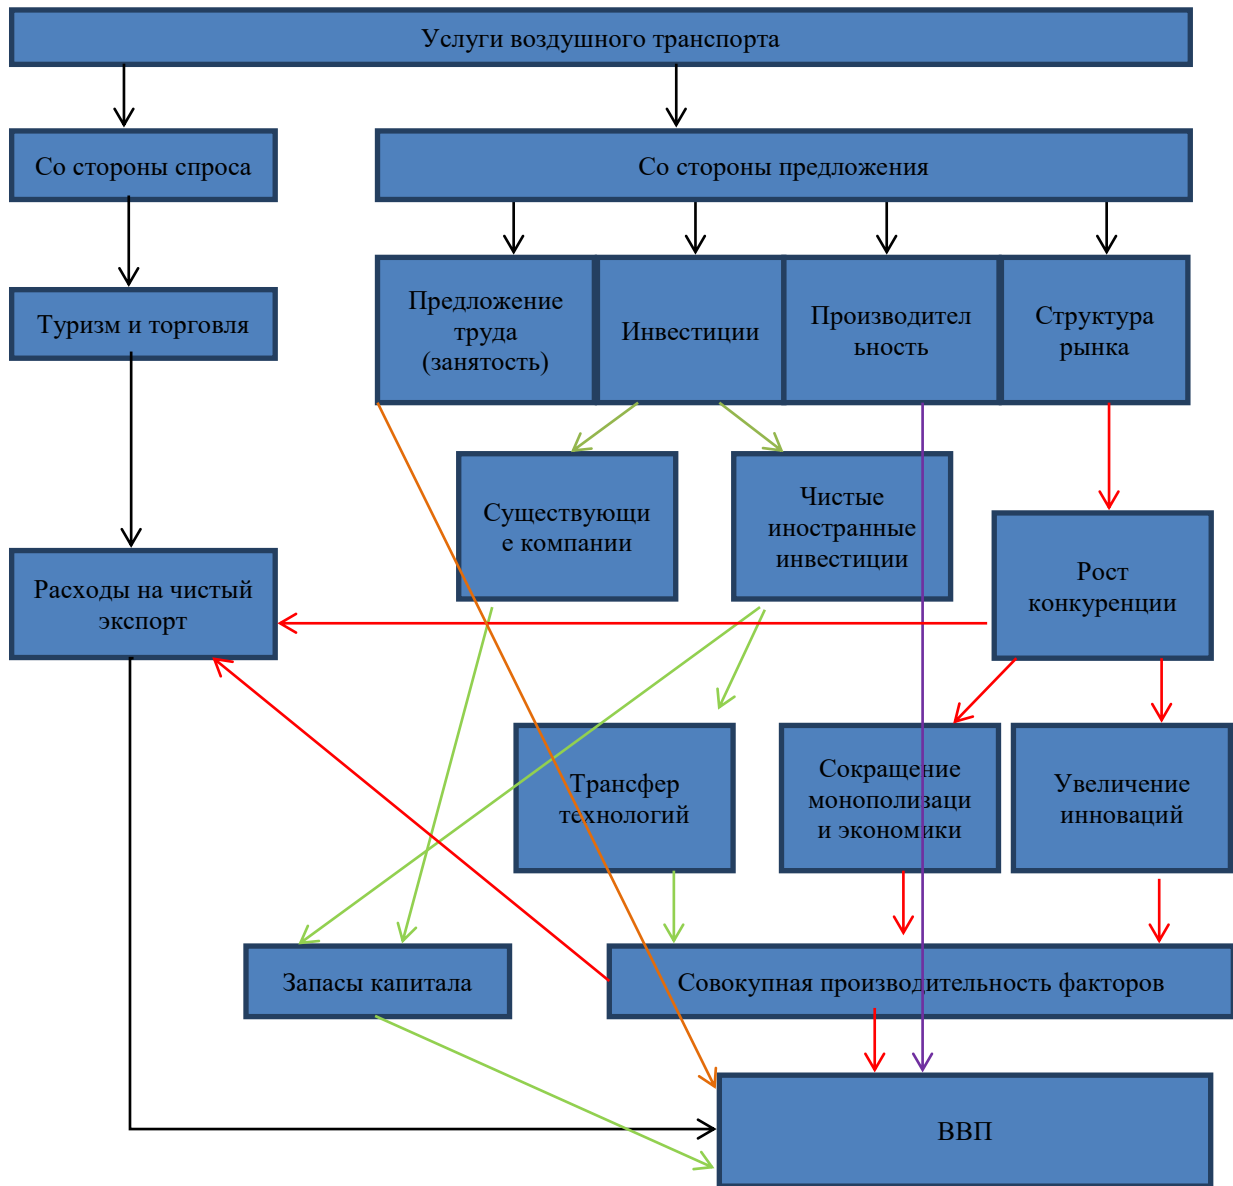 Услуги воздушного транспорта
Со стороны спроса
Со стороны предложения
Туризм и торговля
Предложение
труда
(занятость)
Инвестиции
Производител
ьность
Структура
рынка
Существующи
е компании
Чистые
иностранные
инвестиции
Расходы на чистый
экспорт
Рост
конкуренции
Трансфер
технологий
Сокращение
монополизаци
и экономики
Увеличение
инноваций
Запасы капитала
Совокупная производительность факторов
ВВП